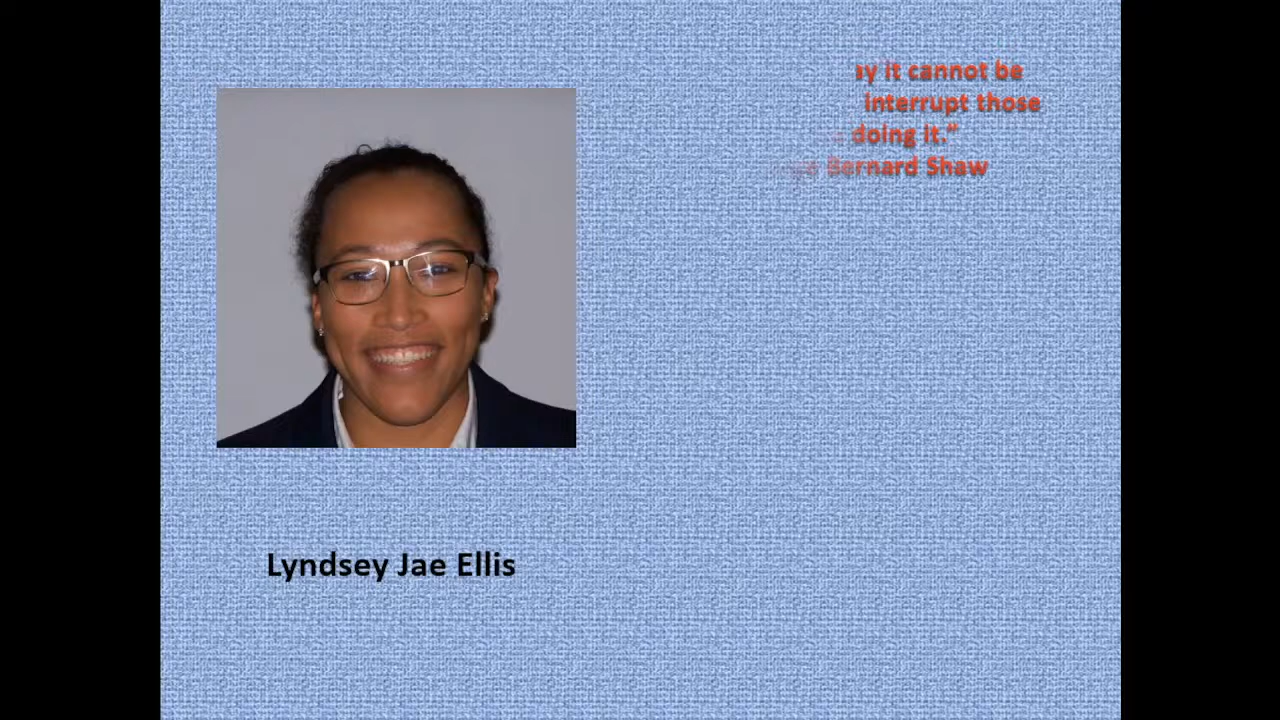 it cannot be
interrupt those
doing it.”
Bernard Shaw
Lyndsey Jae Ellis